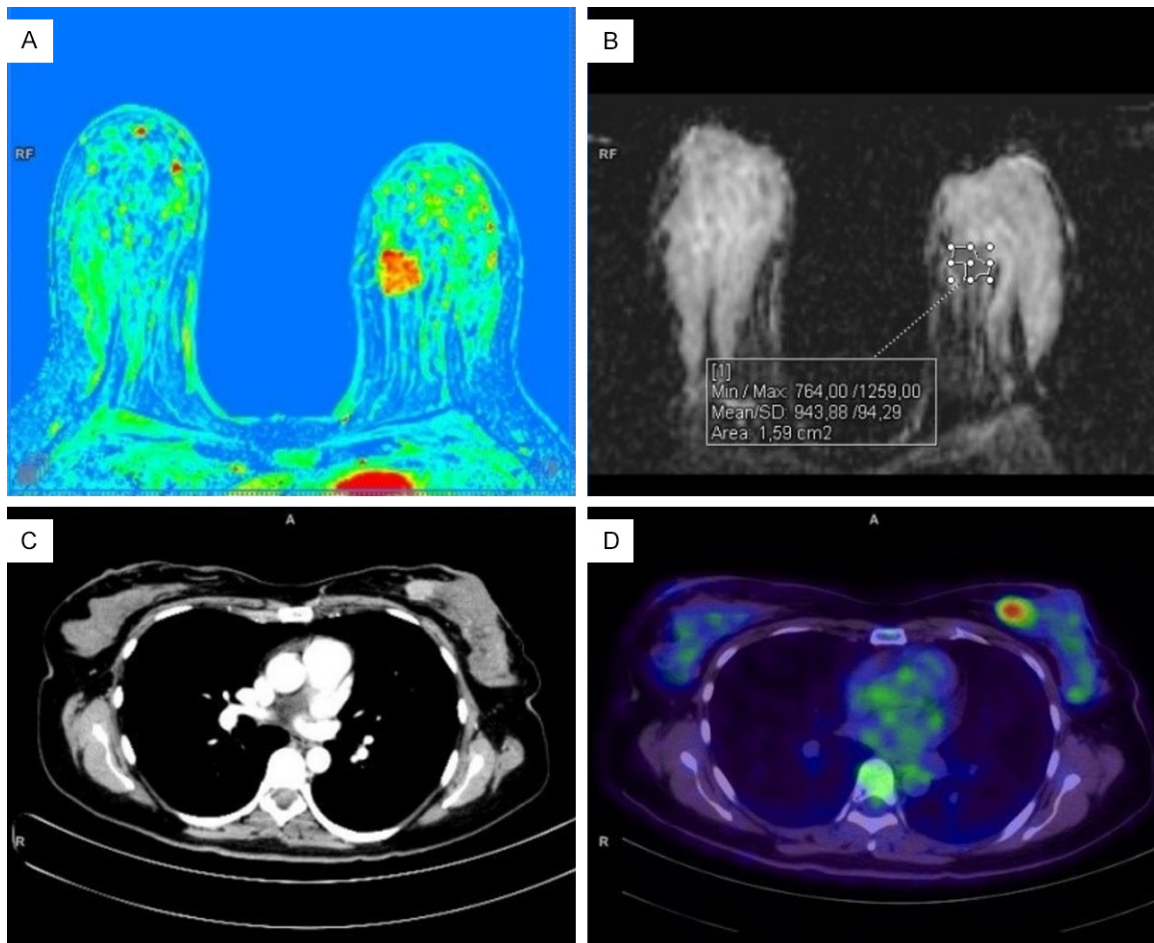 A
RF
B
RF
[1]
Min / Max: 764,00 /1259,00
Mean/SD: 943,88 /94,29
Area: 1,59 cm2
C
A
R
D
A
R